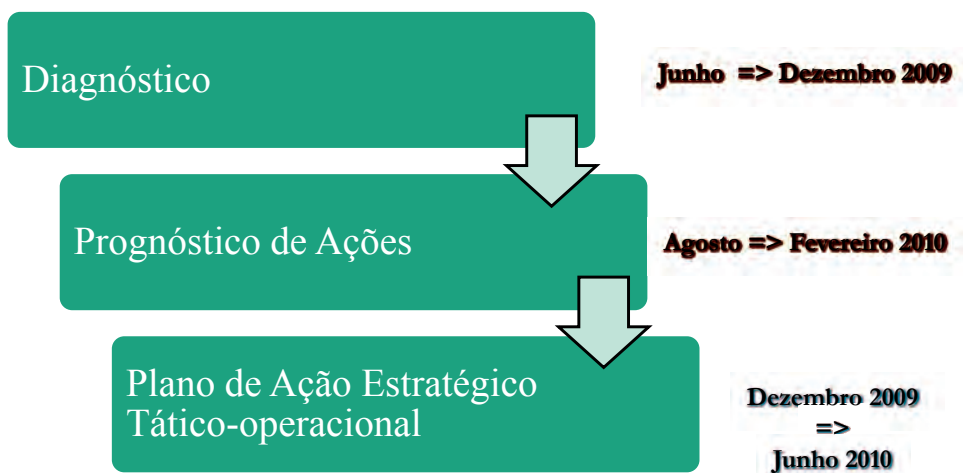 Diagnóstico
Junho => Dezembro 2009
Prognóstico de Ações
Agosto => Fevereiro 2010
Plano de Ação Estratégico
Tático-operacional
Dezembro 2009
=>
Junho 2010